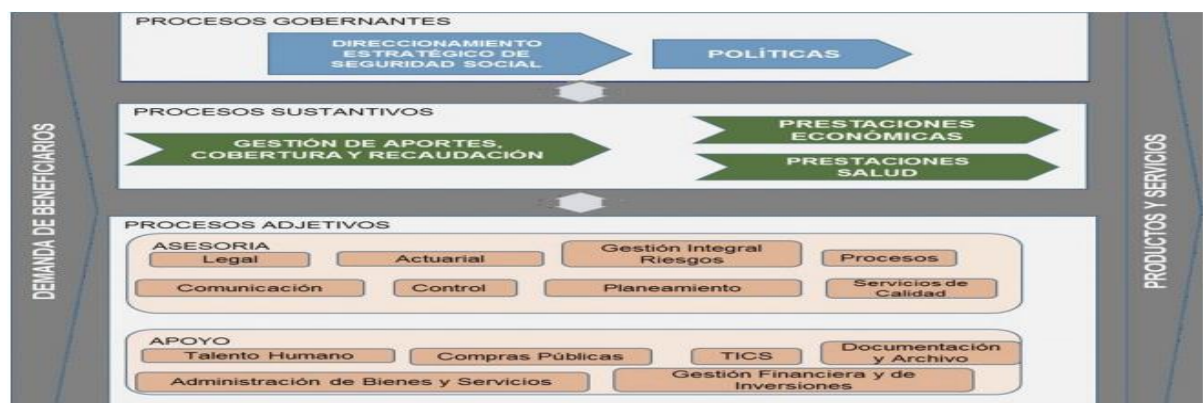 DEMANDA DE BENEFICIARIOS
PROCESOS GOBERNANTES
DIRECCIONAMIENTO
ESTRATÉGICO DE
SEGURIDAD SOCIAL
POLÍTICAS
PROCESOS SUSTANTIVOS
GESTIÓN DE APORTES,
COBERTURA Y RECAUDACIÓN
PRESTACIONES
ECONÓMICAS
PRESTACIONES
SALUD
PROCESOS ADJETIVOS
ASESORIA
Legal
Actuarial
Gestión Integral
Riesgos
Procesos
Comunicación
Control
Planeamiento
Servicios de
Calidad
APOYO
Talento Humano
Compras Públicas
TICS
Documentación
y Archivo
Administración de Bienes y Servicios
Gestión Financiera y de
Inversiones
PRODUCTOS Y SERVICIOS